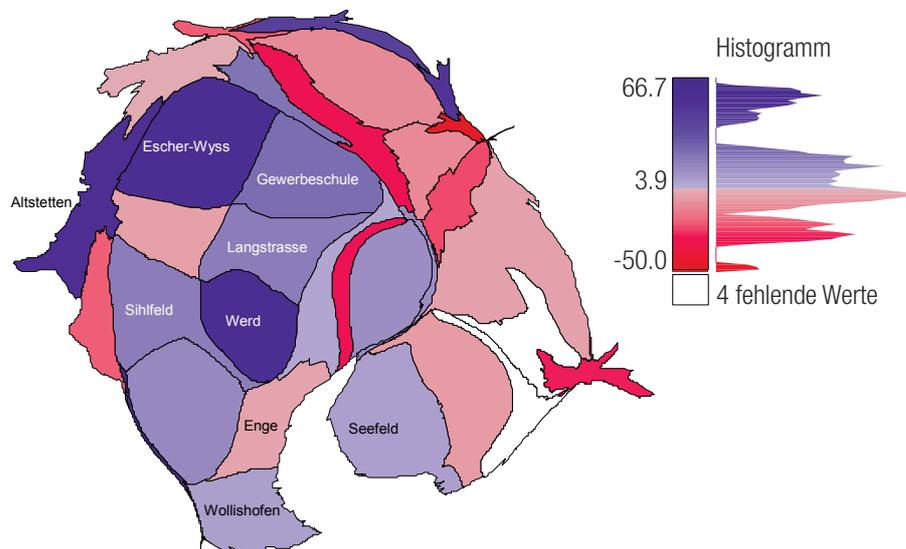 Histogramm
66.7
3.9
-50.0
4 fehlende Werte
Escher-Wyss
Gewerbeschule
Altstetten
Langstrasse
Sihlfeld
Werd
Enge
Seefeld
Wollishofen